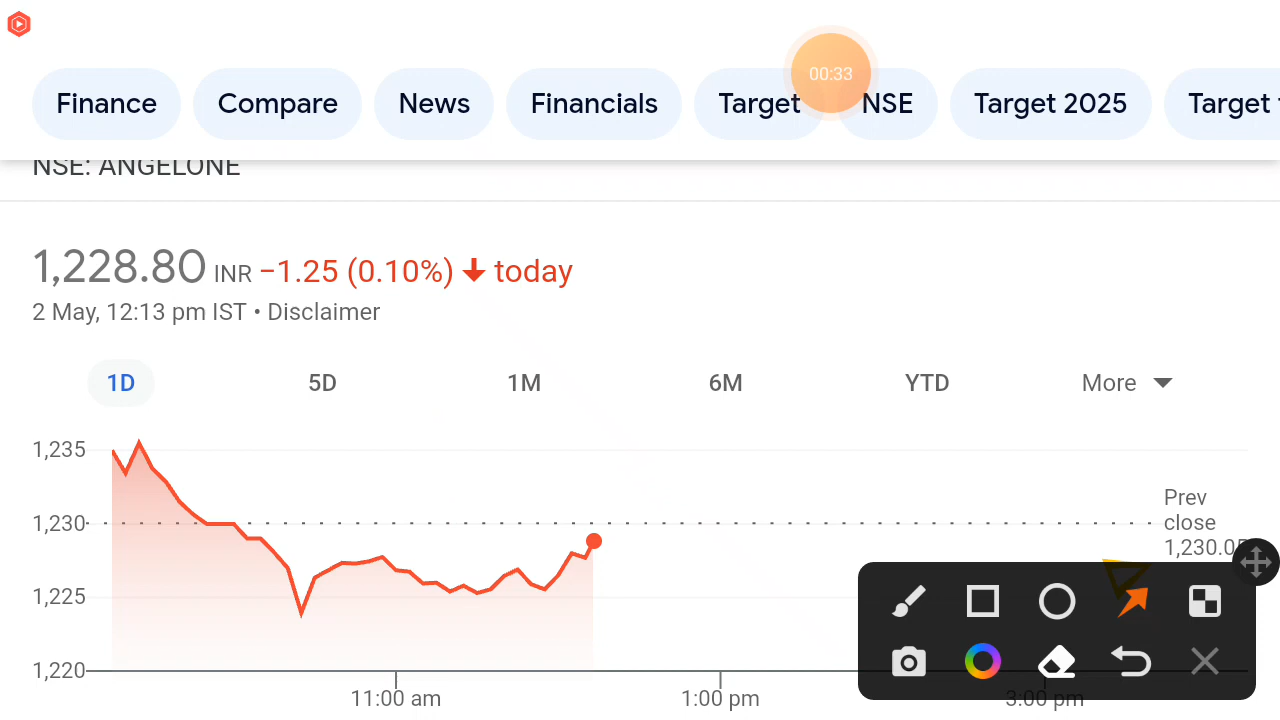 00:33
Finance Compare News Financials Target NSE Target 2025 Target
NSE: ANGELONE
1,228.80 INR −1.25 (0.10%) today
2 May, 12:13 pm IST • Disclaimer
1D 5D 1M 6M YTD More
1,235
Prev
1,230 close
1,230.05
1,225
1,220
11:00 am 1:00 pm 3:00 pm